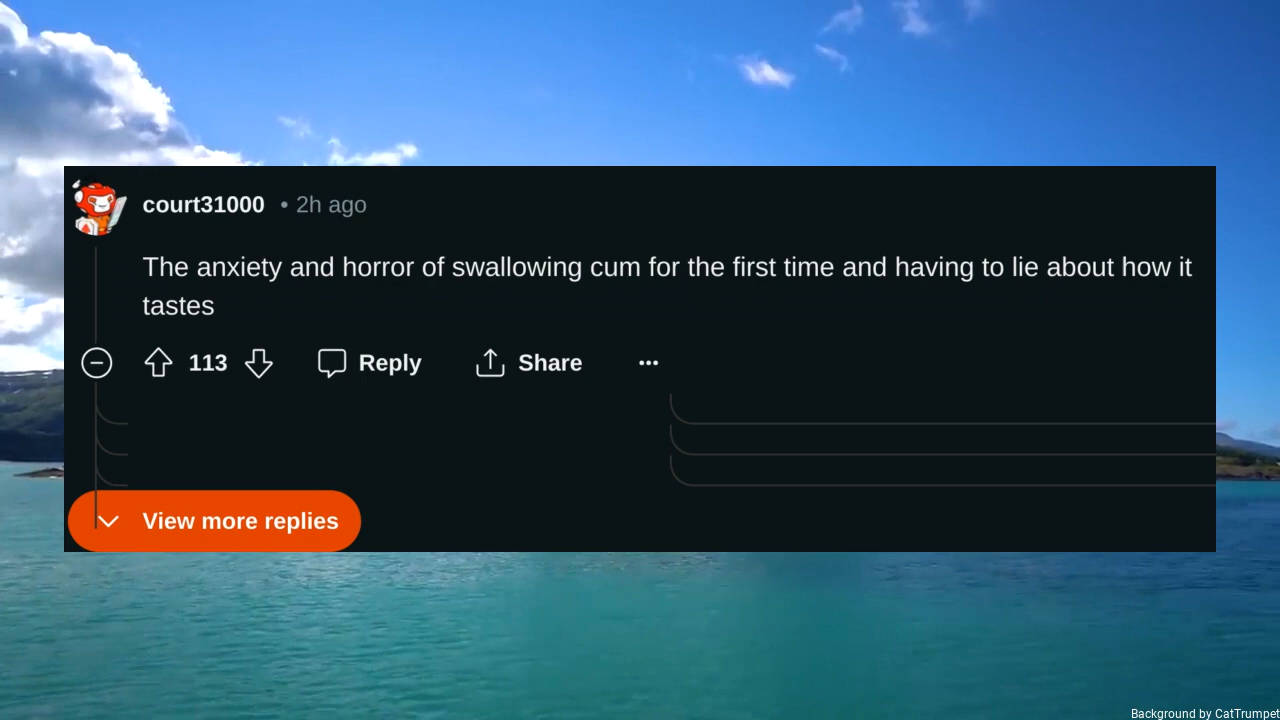 court31000 • 2h ago
The anxiety and horror of swallowing cum for the first time and having to lie about how it
tastes
113 Reply Share •••
View more replies
Background by CatTrumpet